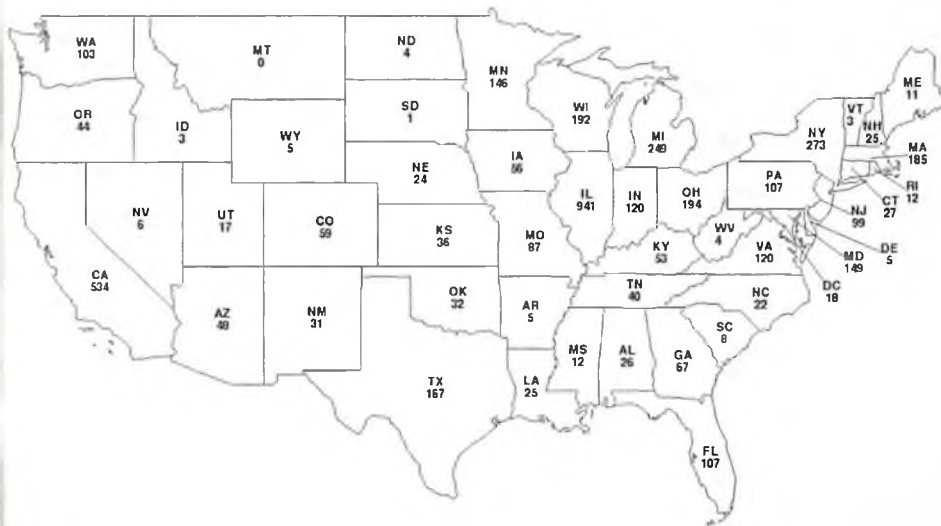 WA
103
MT
0
ND
4
MN
146
ME
11
OR
44
ID
3
WY
5
SD
1
WI
192
MI
249
VT
3
NH
25
NY
273
MA
185
NE
24
IA
56
PA
107
RI
12
CT
27
NV
6
UT
17
CO
59
IL
941
IN
120
OH
194
NJ
99
KS
36
MO
87
WV
4
VA
120
DE
5
MD
149
KY
53
DC
18
CA
534
AZ
48
NM
31
OK
32
AR
5
TN
40
NC
22
SC
8
MS
12
AL
26
GA
67
TX
167
LA
25
FL
107